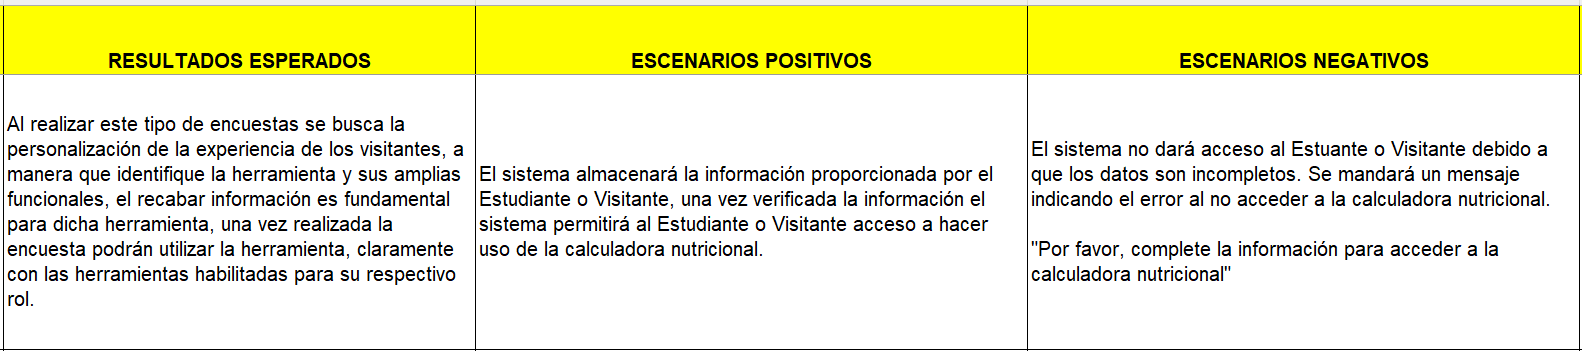 RESULTADOS ESPERADOS
ESCENARIOS POSITIVOS
ESCENARIOS NEGATIVOS
Al realizar este tipo de encuestas se busca la
personalización de la experiencia de los visitantes, a
manera que identifique la herramienta y sus amplias
funcionales, el recabar información es fundamental
para dicha herramienta, una vez realizada la
encuesta podrán utilizar la herramienta, claramente
con las herramientas habilitadas para su respectivo
rol.
El sistema almacenará la información proporcionada por el
Estudiante o Visitante, una vez verificada la información el
sistema permitirá al Estudiante o Visitante acceso a hacer
uso de la calculadora nutricional.
El sistema no dará acceso al Estuante o Visitante debido a
que los datos son incompletos. Se mandará un mensaje
indicando el error al no acceder a la calculadora nutricional.
"Por favor, complete la información para acceder a la
calculadora nutricional"